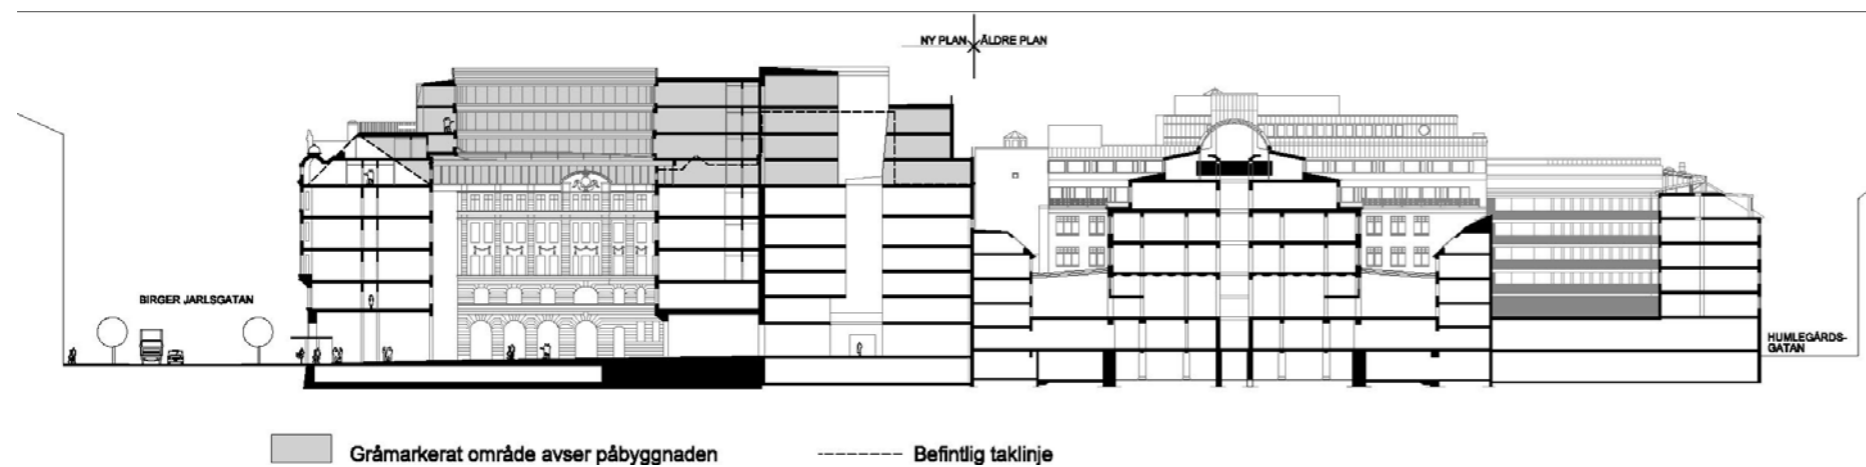 NY PLAN ÄLDRE PLAN
BIRGER JARLSGATAN
HUMLEGÅRDS-
GATAN
Gråmarkerat område avser påbyggnaden
Befintlig taklinje